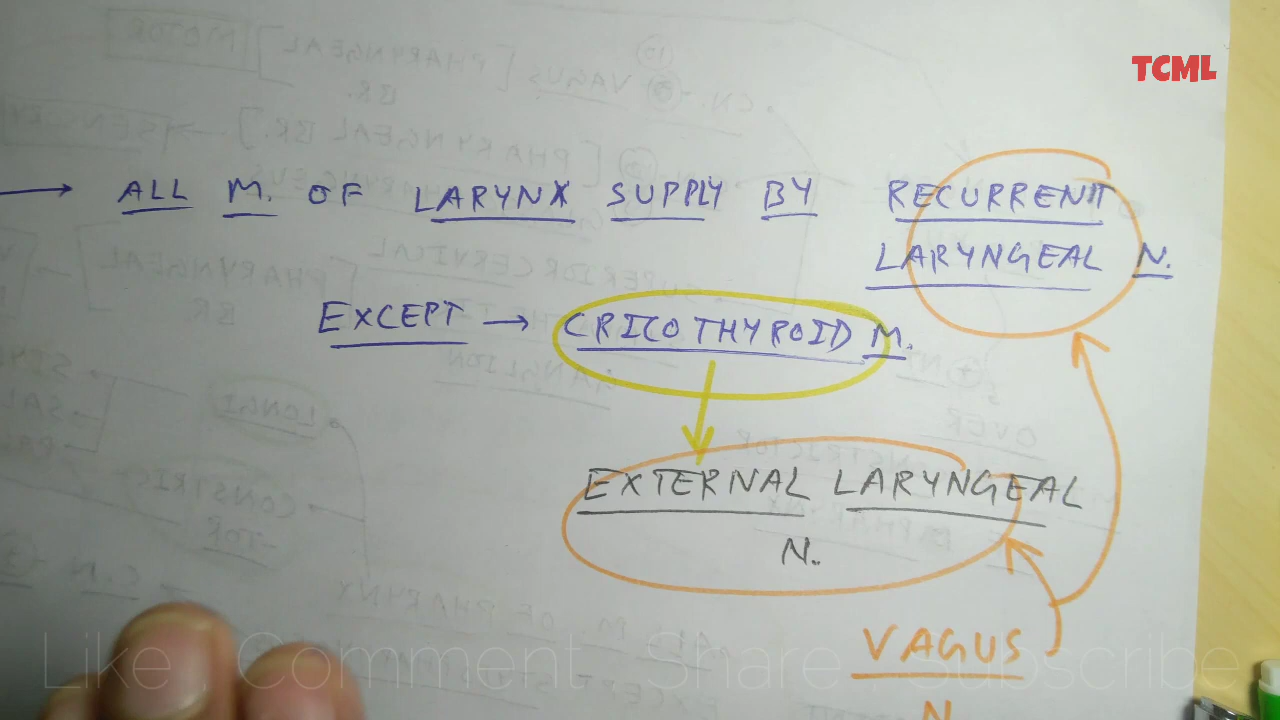 TCML
→ ALL M. OF LARYNX SUPPLY BY RECURRENT
LARYNGEAL N.
EXCEPT → CRICOTHYROID M.
EXTERNAL LARYNGEAL
N.
VAGUS
N
Like Comment Share Subscribe